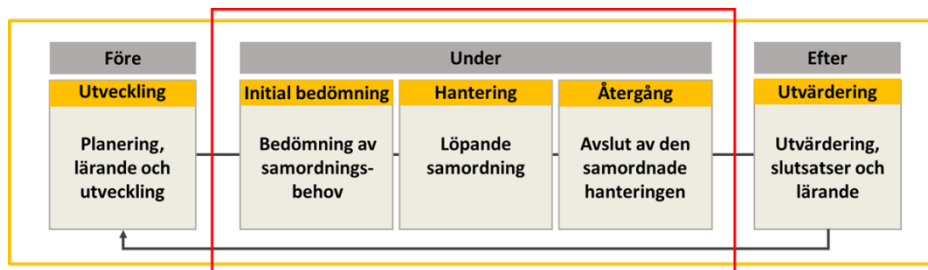 Före
Under
Efter
Utveckling
Initial bedömning
Hantering
Återgång
Utvärdering
Planering,
lärande och
utveckling
Bedömning av
samordnings-
behov
Löpande
samordning
Avslut av den
samordnade
hanteringen
Utvärdering,
slutsatser och
lärande